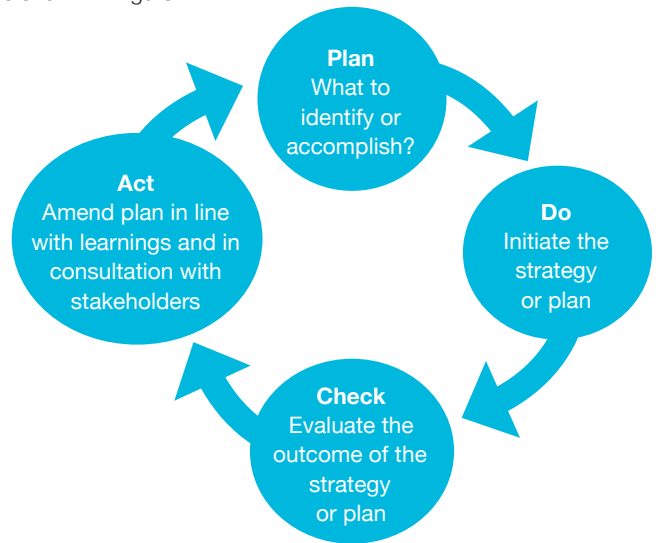 Plan
What to
identify or
accomplish?
Do
Initiate the
strategy
or plan
Check
Evaluate the
outcome of the
strategy
or plan
Act
Amend plan in line
with learnings and in
consultation with
stakeholders